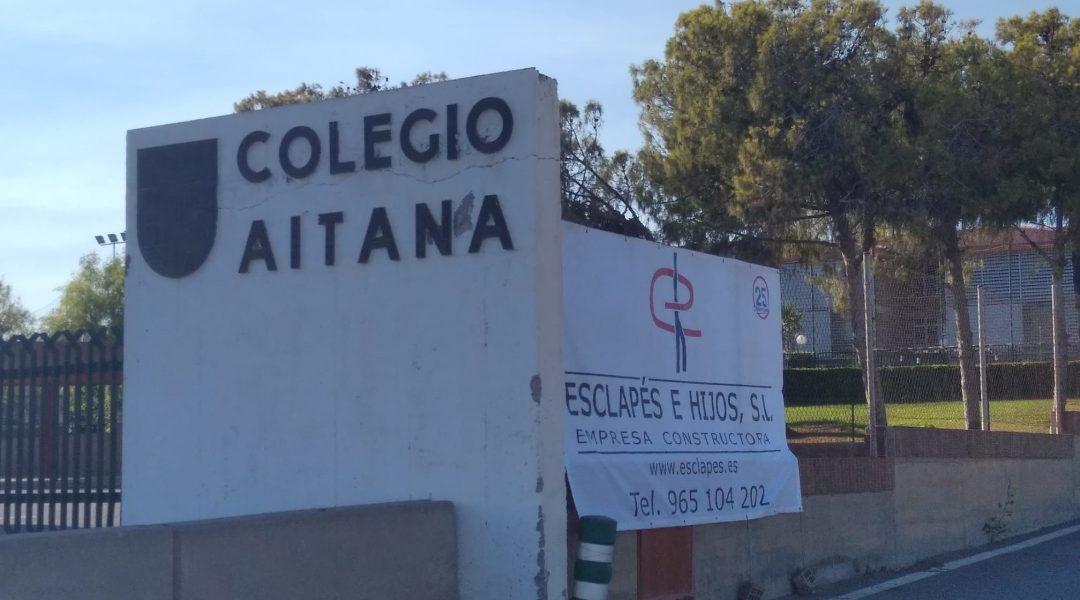 COLEGIO
AITANA
25
ESCLAPÉS E HIJOS, S.L.
EMPRESA CONSTRUCTORA
www.esclapes.es
Tel. 965 104 202